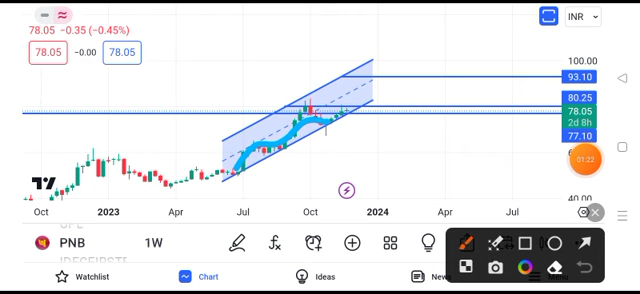 78.05 −0.35 (−0.45%)
INR
78.05 −0.00 78.05
100.00
93.10
80.25
78.05
2d 8h
77.10
01:22
40.00
Oct 2023 Apr Jul Oct 2024 Apr Jul
PNB 1W
Watchlist Chart Ideas News Menu